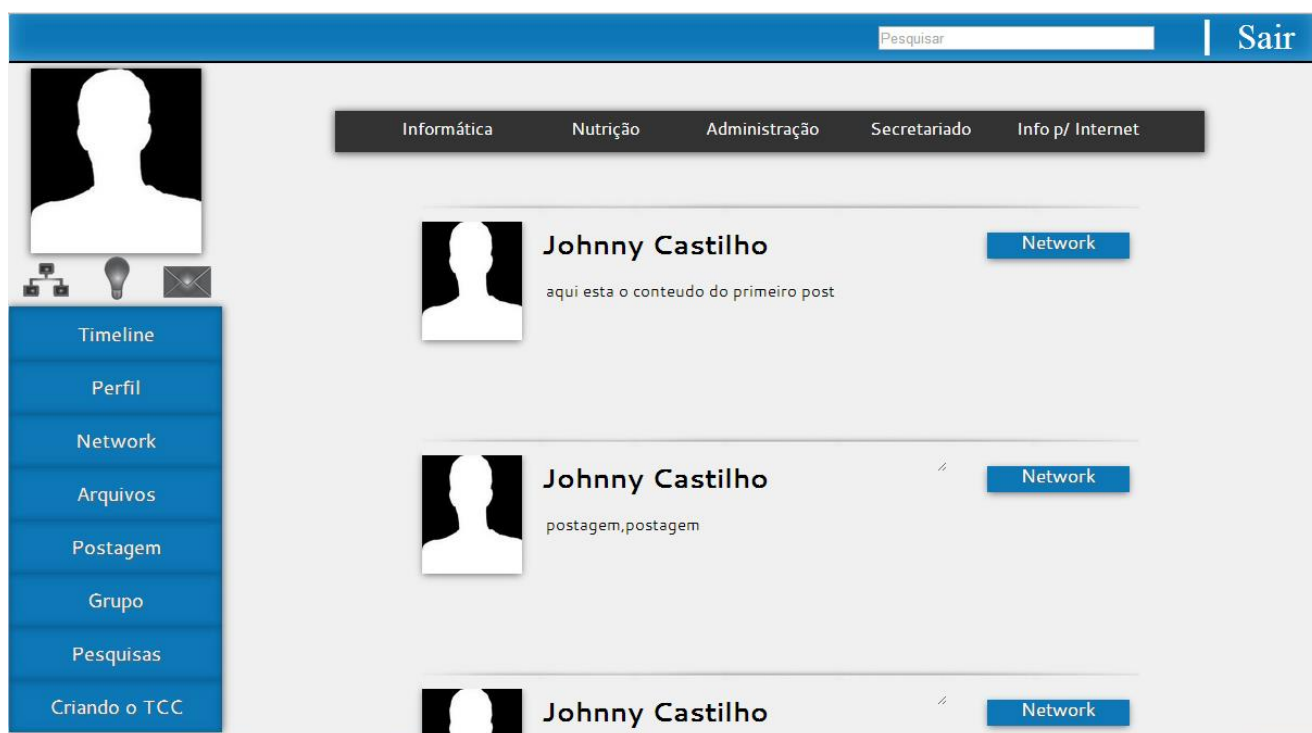 Pesquisar
Sair
Informática Nutrição Administração Secretariado Info p/ Internet
Timeline
Perfil
Network
Arquivos
Postagem
Grupo
Pesquisas
Criando o TCC
Johnny Castilho
Network
aqui esta o conteudo do primeiro post
Johnny Castilho
Network
postagem,postagem
Johnny Castilho
Network